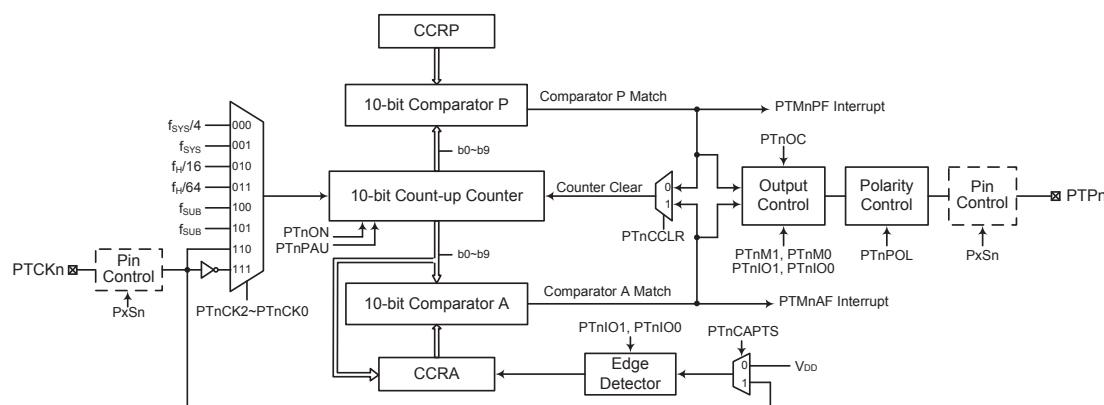 CCRP
10-bit Comparator P
Comparator P Match
PTMnPF Interrupt
b0~b9
PTnOC
fSYS/4
fSYS
fH/16
fH/64
fSUB
fSUB
000
001
010
011
100
101
110
111
10-bit Count-up Counter
Counter Clear
0
1
PTnCCLR
Output
Control
Polarity
Control
Pin
Control
PTPn
PTnON
PTnPAU
PTnM1, PTnM0
PTnIO1, PTnIO0
PTnPOL
PxSn
b0~b9
PTCKn
Pin
Control
PxSn
PTnCK2~PTnCK0
10-bit Comparator A
Comparator A Match
PTMnAF Interrupt
PTnIO1, PTnIO0
PTnCAPTS
CCRA
Edge
Detector
0
1
VDD